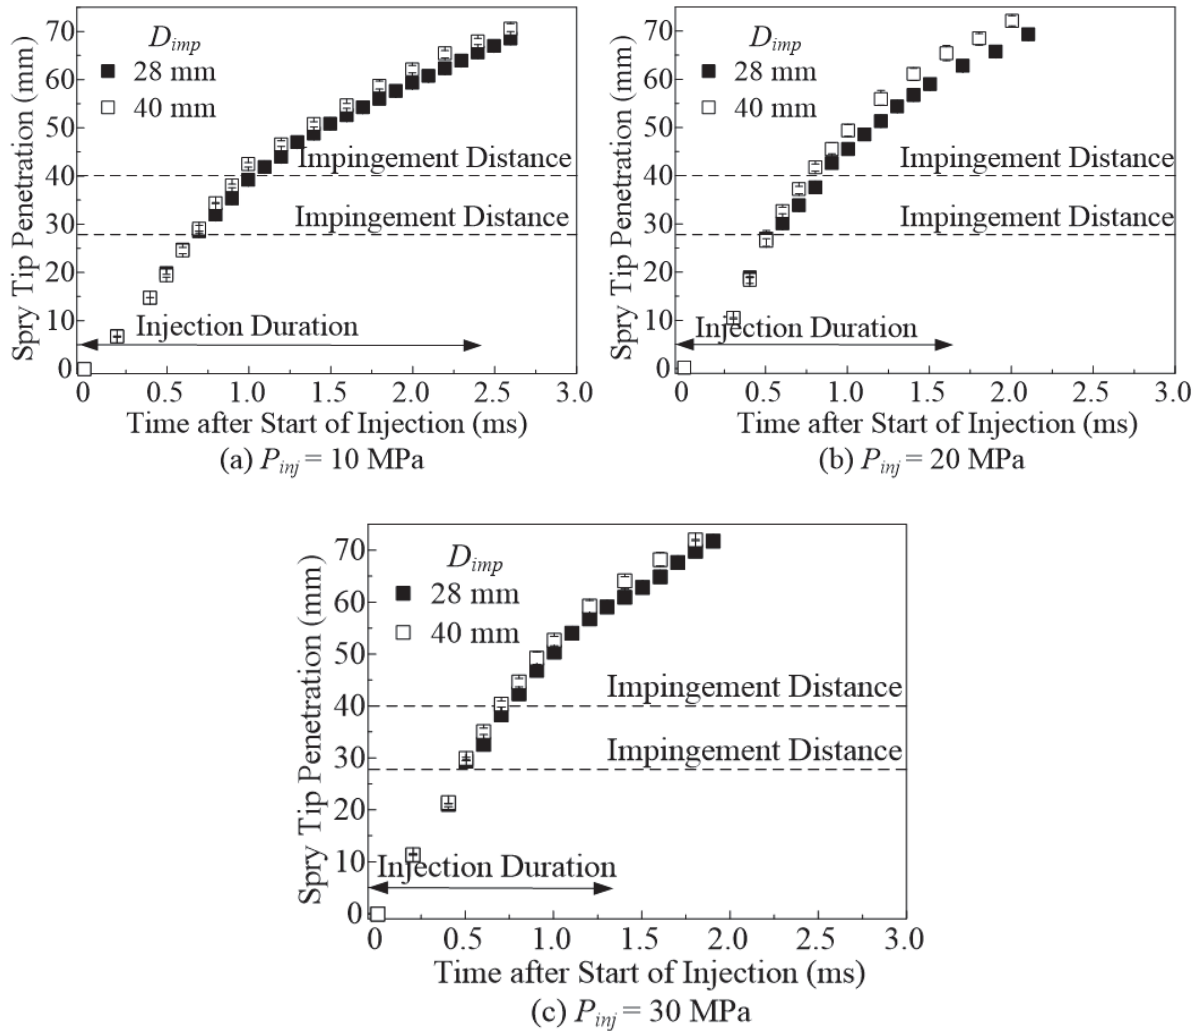 Spry Tip Penetration (mm)
70
60
50
40
30
20
10
0
D_imp
28 mm
40 mm
Impingement Distance
Impingement Distance
Injection Duration
0 0.5 1.0 1.5 2.0 2.5 3.0
Time after Start of Injection (ms)
(a) P_inj = 10 MPa
Spry Tip Penetration (mm)
70
60
50
40
30
20
10
0
D_imp
28 mm
40 mm
Impingement Distance
Impingement Distance
Injection Duration
0 0.5 1.0 1.5 2.0 2.5 3.0
Time after Start of Injection (ms)
(b) P_inj = 20 MPa
Spry Tip Penetration (mm)
70
60
50
40
30
20
10
0
D_imp
28 mm
40 mm
Impingement Distance
Impingement Distance
Injection Duration
0 0.5 1.0 1.5 2.0 2.5 3.0
Time after Start of Injection (ms)
(c) P_inj = 30 MPa